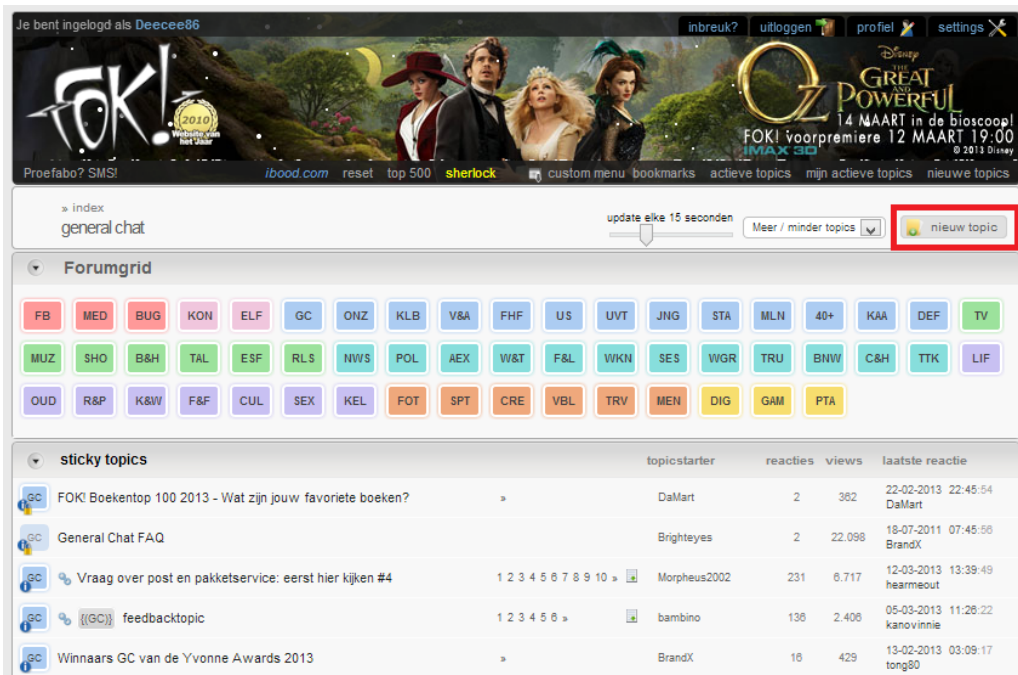 Je bent ingelogd als Deecee86
inbreuk? uitloggen profiel settings
FOK!
2010
Website van
het Jaar
Disney
Oz
THE
GREAT
AND
POWERFUL
14 MAART in de bioscoop!
FOK! voorpremiere 12 MAART 19:00
IMAX 3D
© 2013 Disney
Proefabo? SMS! ibood.com reset top 500 sherlock custom menu bookmarks actieve topics mijn actieve topics nieuwe topics
» index
general chat
update elke 15 seconden
Meer / minder topics
nieuw topic
Forumgrid
FB MED BUG KON ELF GC ONZ KLB V&A FHF US UVT JNG STA MLN 40+ KAA DEF TV
MUZ SHO B&H TAL ESF RLS NWS POL AEX W&T F&L WKN SES WGR TRU BNW C&H TTK LIF
OUD R&P K&W F&F CUL SEX KEL FOT SPT CRE VBL TRV MEN DIG GAM PTA
sticky topics topicstarter reacties views laatste reactie
GC FOK! Boekentop 100 2013 - Wat zijn jouw favoriete boeken? » DaMart 2 362 22-02-2013 22:45:54
DaMart
GC General Chat FAQ Brighteyes 2 22.098 18-07-2011 07:45:56
BrandX
GC Vraag over post en pakketservice: eerst hier kijken #4 1 2 3 4 5 6 7 8 9 10 » Morpheus2002 231 6.717 12-03-2013 13:39:49
hearmeout
GC {(GC)} feedbacktopic 1 2 3 4 5 6 » bambino 136 2.406 05-03-2013 11:26:22
kanovinnie
GC Winnaars GC van de Yvonne Awards 2013 » BrandX 16 429 13-02-2013 03:09:17
tong80